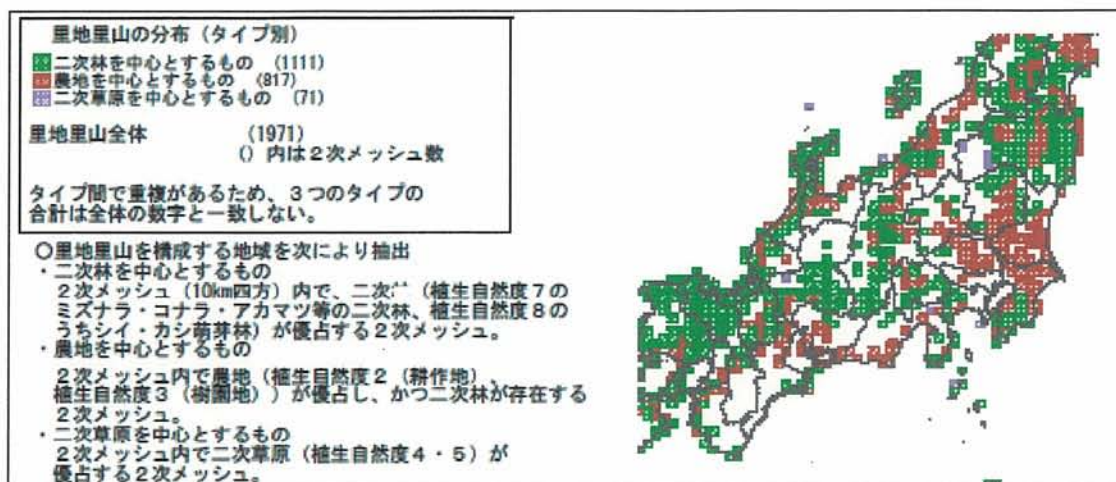 里地里山の分布（タイプ別）
二次林を中心とするもの （1111）
農地を中心とするもの （817）
二次草原を中心とするもの （71）
里地里山全体 （1971）
（）内は２次メッシュ数
タイプ間で重複があるため、３つのタイプの
合計は全体の数字と一致しない。
○里地里山を構成する地域を次により抽出
・二次林を中心とするもの
２次メッシュ（10km四方）内で、二次 （植生自然度７の
ミズナラ・コナラ・アカマツ等の二次林、植生自然度８の
うちシイ・カシ萌芽林）が優占する２次メッシュ。
・農地を中心とするもの
２次メッシュ内で農地（植生自然度２（耕作地）、
植生自然度３（樹園地））が優占し、かつ二次林が存在する
２次メッシュ。
・二次草原を中心とするもの
２次メッシュ内で二次草原（植生自然度４・５）が
優占する２次メッシュ。